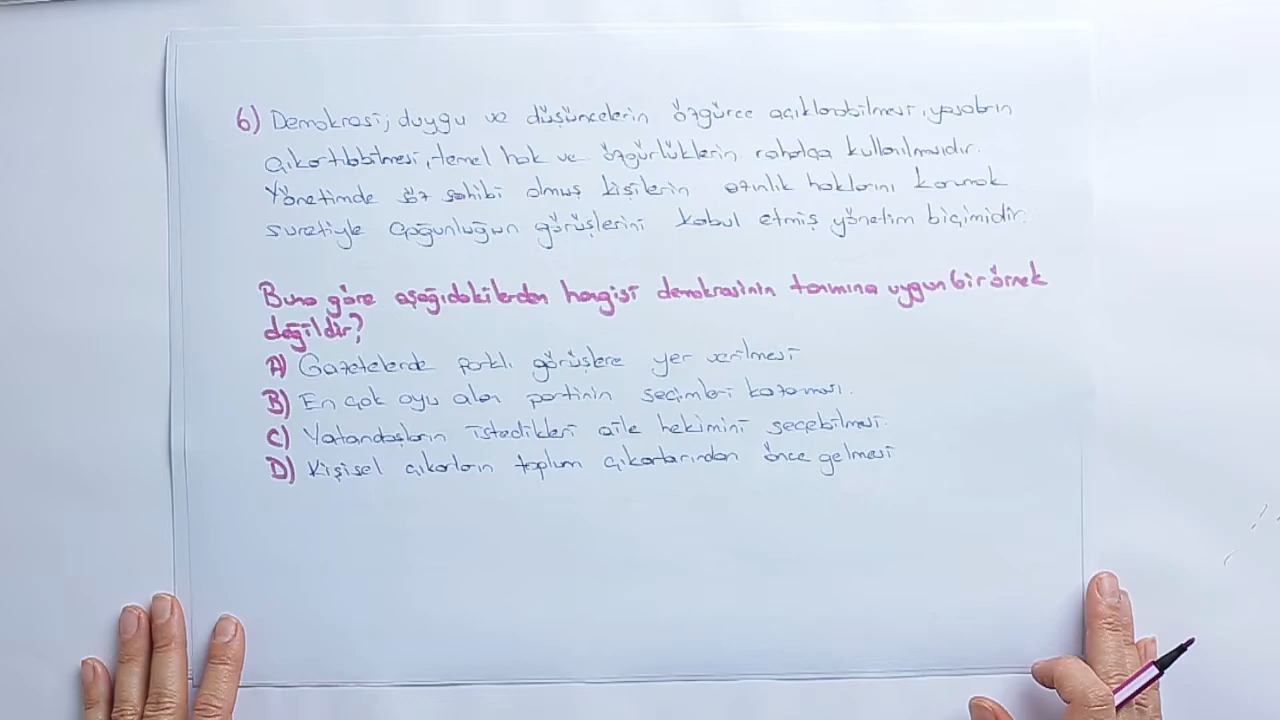 6) Demokrasi; duygu ve düşüncelerin özgürce açıklanabilmesi, yasaların
çıkartılabilmesi, temel hak ve özgürlüklerin rahatça kullanılmasıdır.
Yönetimde söz sahibi olmuş kişilerin azınlık haklarını korumak
suretiyle çoğunluğun görüşlerini kabul etmiş yönetim biçimidir.
Buna göre aşağıdakilerden hangisi demokrasinin tanımına uygun bir örnek
değildir?
A) Gazetelerde farklı görüşlere yer verilmesi
B) En çok oyu alan partinin seçimleri kazanması.
C) Vatandaşların istedikleri aile hekimini seçebilmesi.
D) Kişisel çıkarların toplum çıkarlarından önce gelmesi